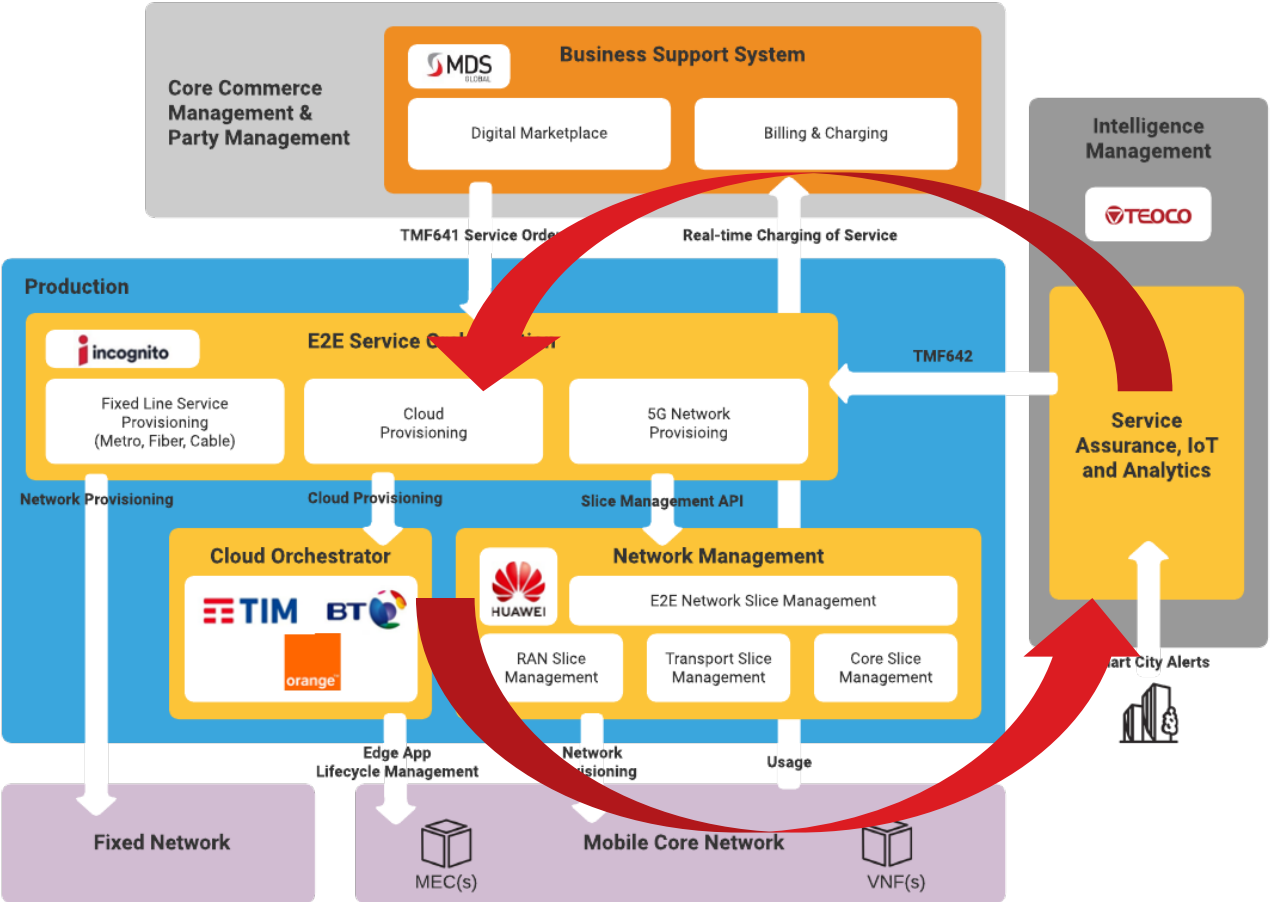 Business Support System
MDS
GLOBAL
Core Commerce
Management &
Party Management
Digital Marketplace
Billing & Charging
Intelligence
Management
TEOCO
TMF641 Service Order
Real-time Charging of Service
Production
incognito
E2E Service
TMF642
Fixed Line Service
Provisioning
(Metro, Fiber, Cable)
Cloud
Provisioning
5G Network
Provisioing
Service
Assurance, IoT
and Analytics
Network Provisioning
Cloud Provisioning
Slice Management API
Cloud Orchestrator
TIM
BT
orange
Network Management
HUAWEI
E2E Network Slice Management
RAN Slice
Management
Transport Slice
Management
Core Slice
Management
art City Alerts
Edge App
Lifecycle Management
Network
isioning
Usage
Fixed Network
Mobile Core Network
MEC(s)
VNF(s)